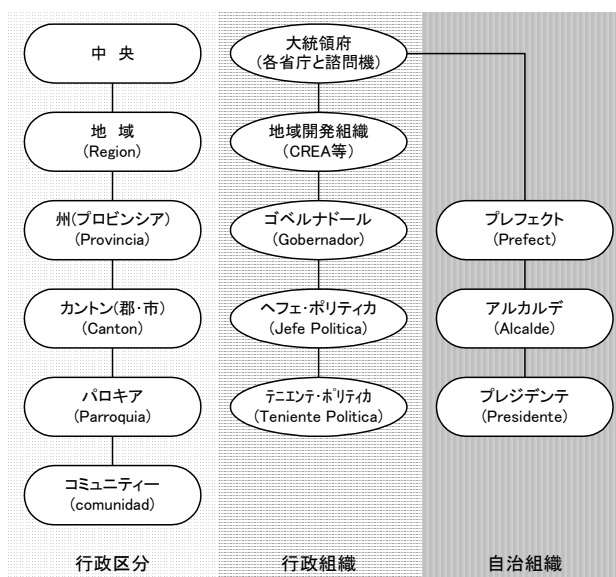 中 央
地 域
(Region)
州(プロビンシア)
(Provincia)
カントン(郡・市)
(Canton)
パロキア
(Parroquia)
コミュニティー
(comunidad)
行政区分
大統領府
(各省庁と諮問機)
地域開発組織
(CREA等)
ゴベルナドール
(Gobernador)
ヘフェ・ポリティカ
(Jefe Politica)
テニエンテ・ポリティカ
(Teniente Politica)
行政組織
プレフェクト
(Prefect)
アルカルデ
(Alcalde)
プレジデンテ
(Presidente)
自治組織